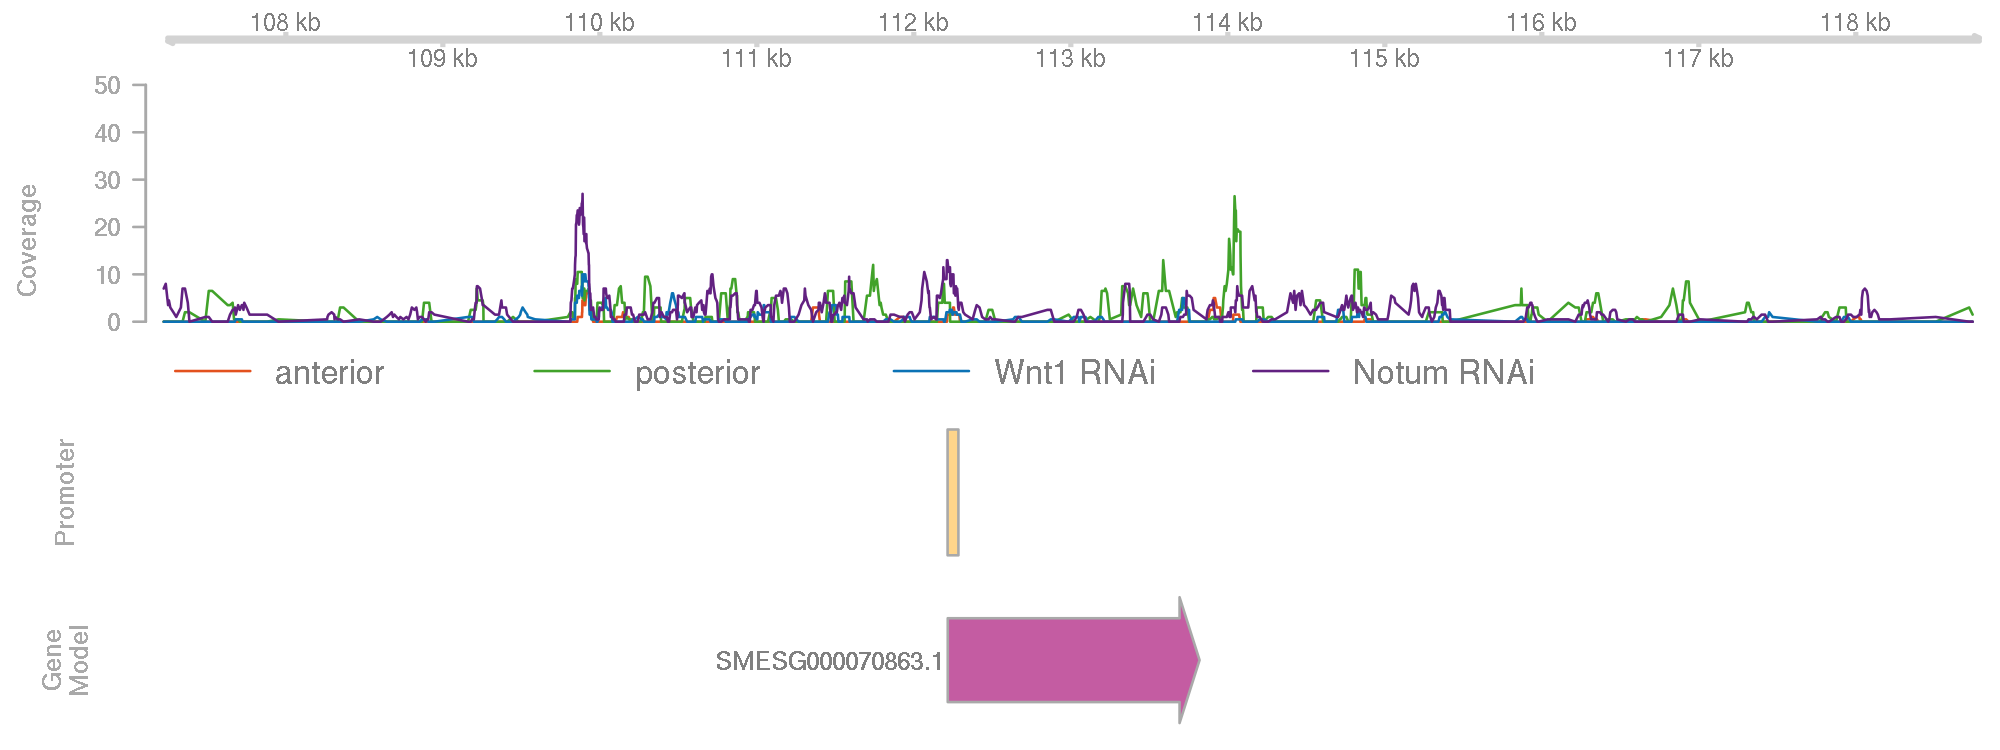 108 kb 110 kb 112 kb 114 kb 116 kb 118 kb
109 kb 111 kb 113 kb 115 kb 117 kb
50
40
30
20
10
0
Coverage
anterior posterior Wnt1 RNAi Notum RNAi
Promoter
Gene
Model
SMESG000070863.1